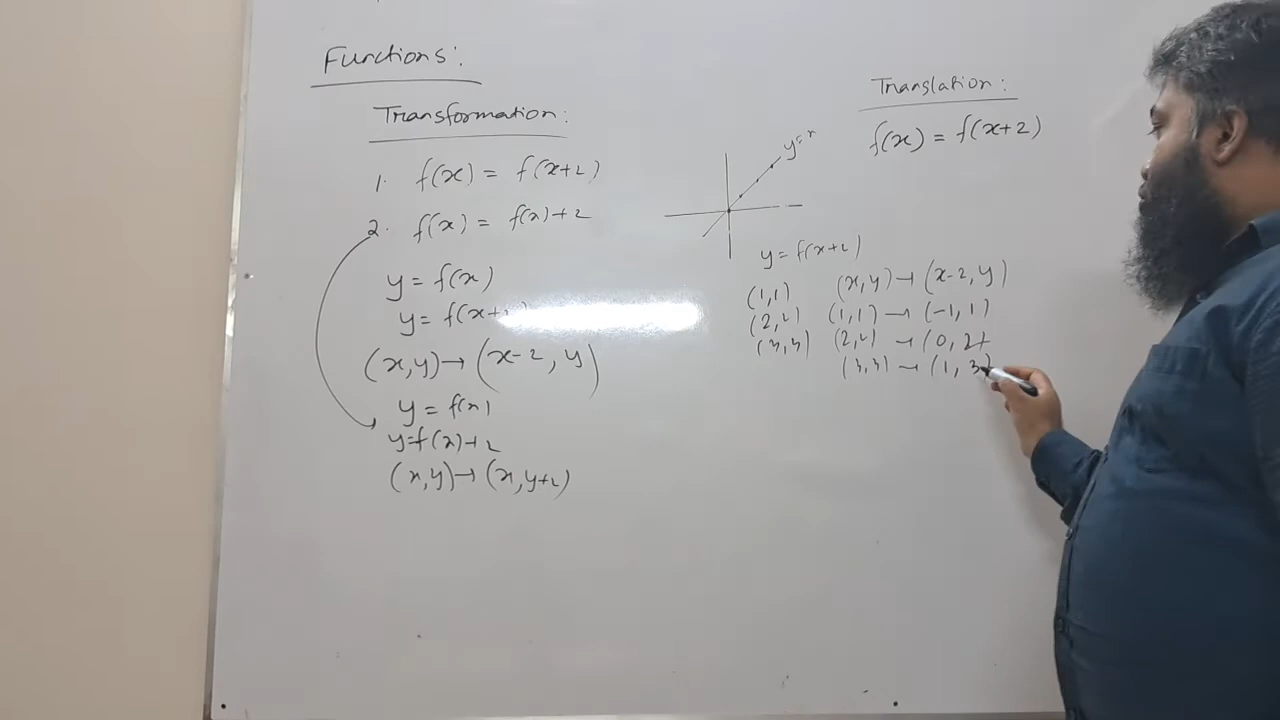 Functions:
Transformation:
1. f(x) = f(x+2)
2. f(x) = f(x)+2
y = f(x)
y = f(x+
(x,y)→(x-2, y)
y = f(x)
y=f(x)+2
(x,y)→(x,y+2)
y=x
y = f(x+2)
(1,1)
(2,2)
(3,3)
Translation:
f(x) = f(x+2)
(x,y)→(x-2, y)
(1,1)→(-1,1)
(2,2)→(0,2)
(3,3)→(1,3)